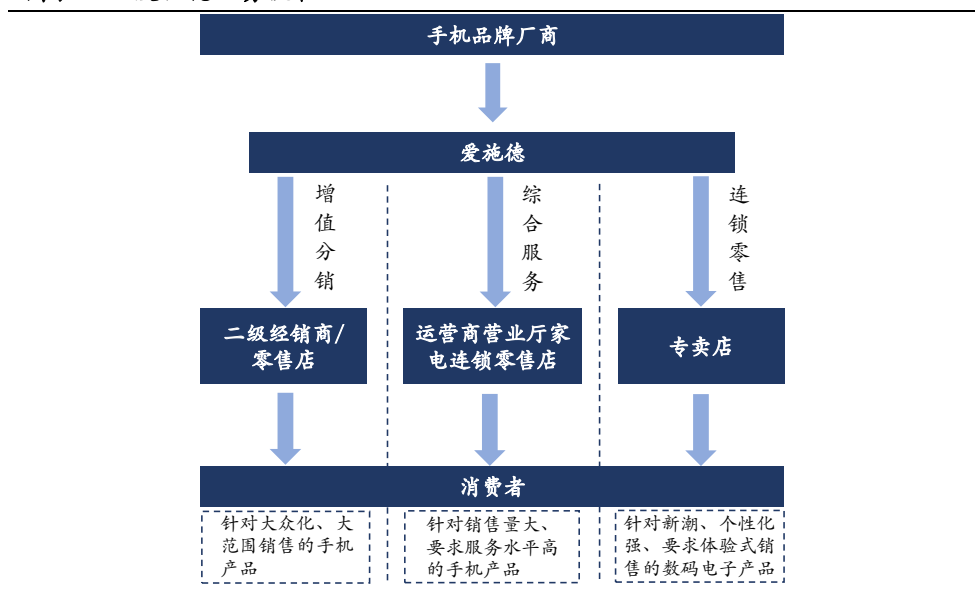 手机品牌厂商
爱施德
增值分销
综合服务
连锁零售
二级经销商/
零售店
运营商营业厅家
电连锁零售店
专卖店
消费者
针对大众化、大
范围销售的手机
产品
针对销售量大、
要求服务水平高
的手机产品
针对新潮、个性化
强、要求体验式销
售的数码电子产品